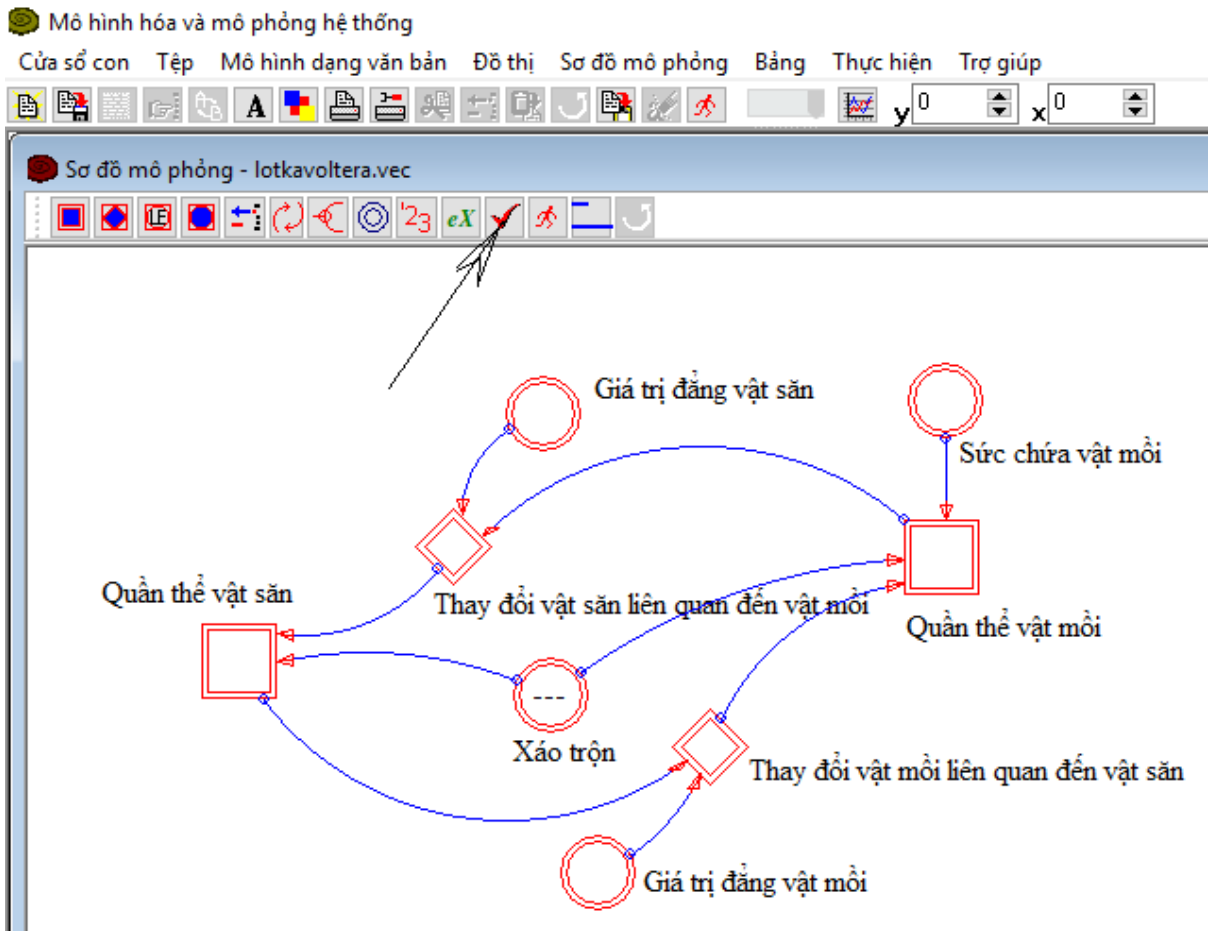 Mô hình hóa và mô phỏng hệ thống
Cửa sổ con Tệp Mô hình dạng văn bản Đồ thị Sơ đồ mô phỏng Bảng Thực hiện Trợ giúp
A y 0 x 0
Sơ đồ mô phỏng - lotkavoltera.vec
LE '23 eX
Giá trị đẳng vật săn
Sức chứa vật mồi
Quần thể vật săn
Thay đổi vật săn liên quan đến vật mồi
Quần thể vật mồi
---
Xáo trộn
Thay đổi vật mồi liên quan đến vật săn
Giá trị đẳng vật mồi